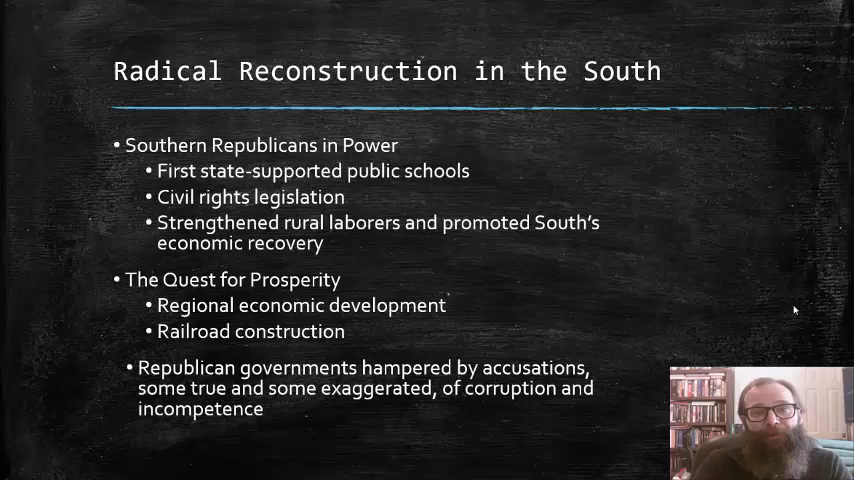 Radical Reconstruction in the South
• Southern Republicans in Power
• First state-supported public schools
• Civil rights legislation
• Strengthened rural laborers and promoted South's
economic recovery
• The Quest for Prosperity
• Regional economic development
• Railroad construction
• Republican governments hampered by accusations,
some true and some exaggerated, of corruption and
incompetence